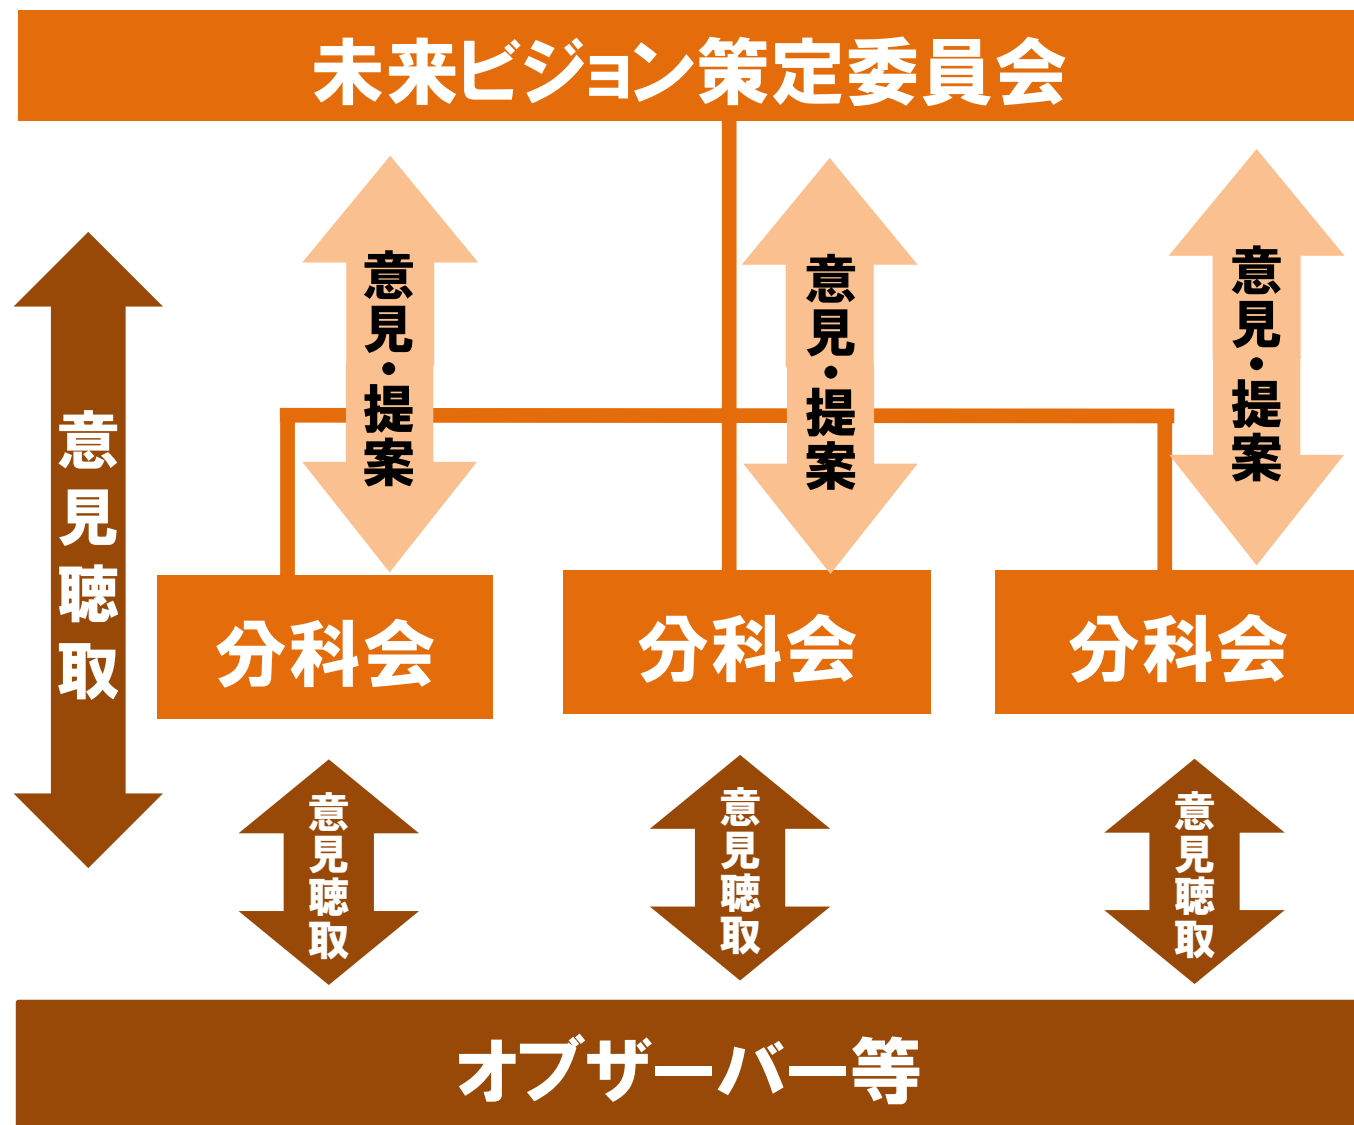 未来ビジョン策定委員会
意見・提案
意見・提案
意見・提案
意見聴取
分科会
分科会
分科会
意見聴取
意見聴取
意見聴取
オブザーバー等